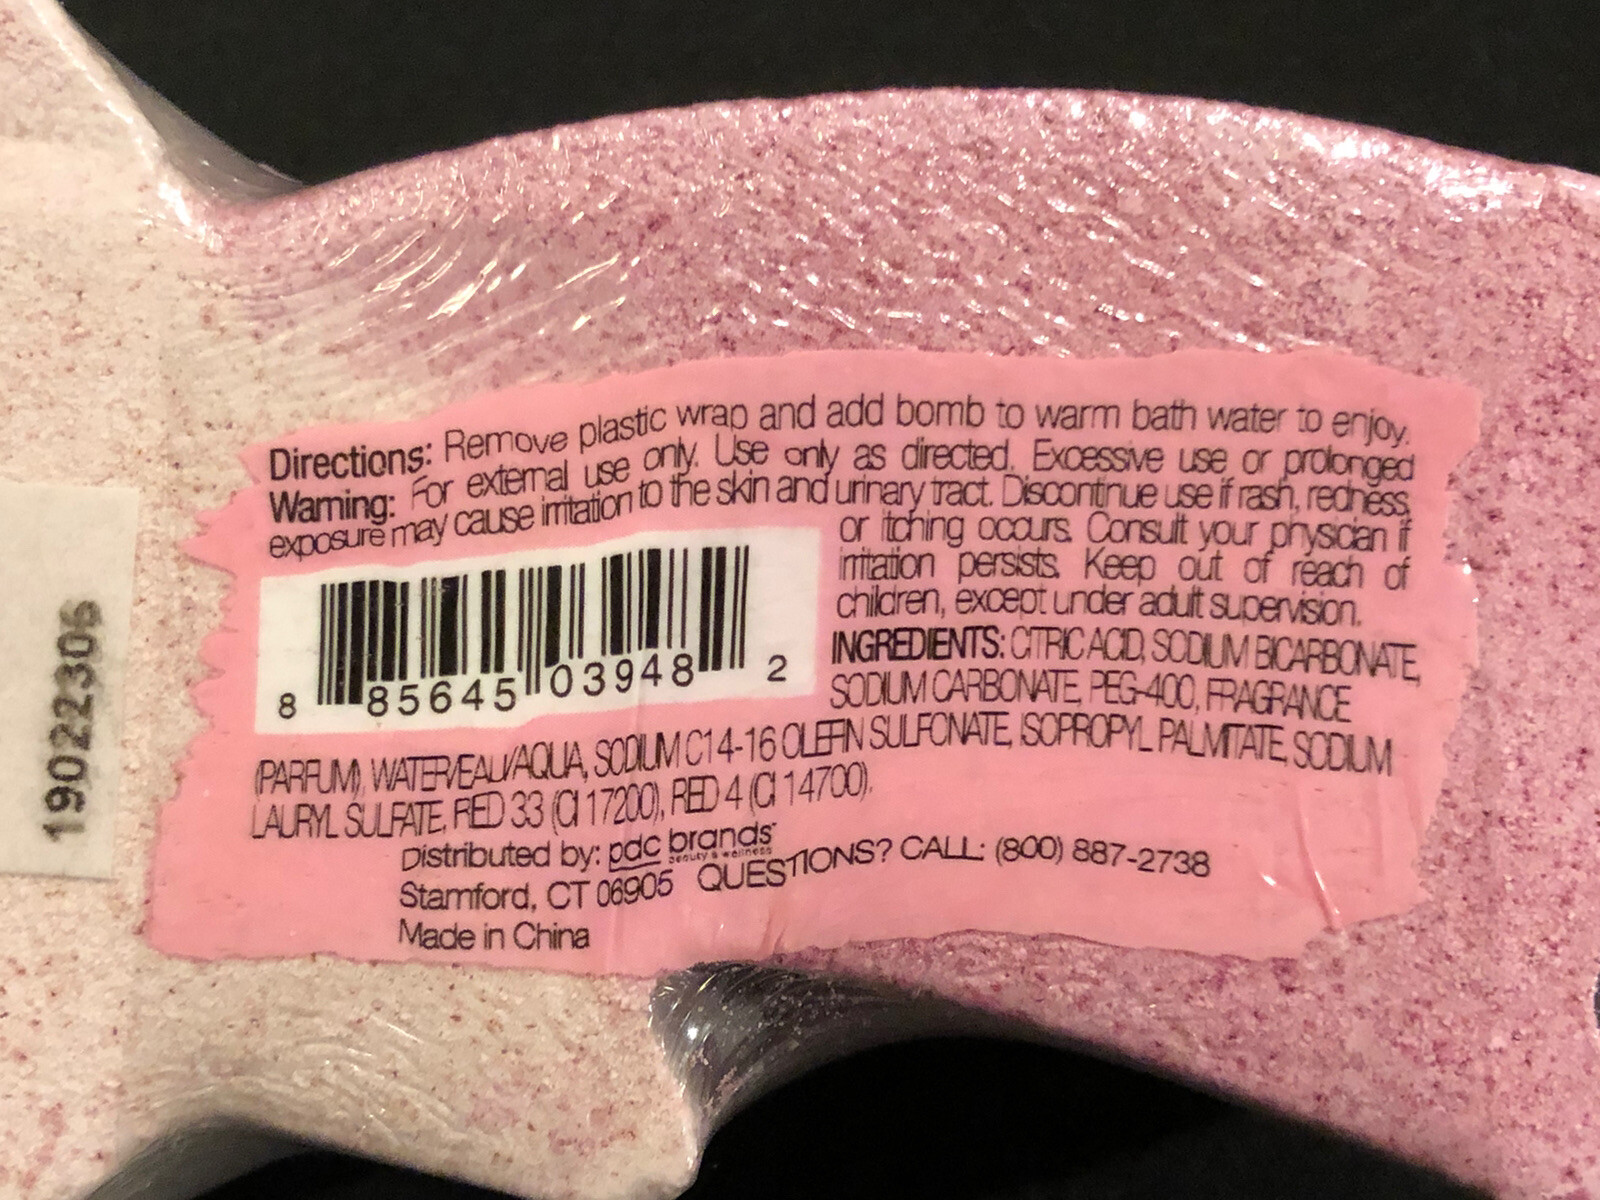 Directions: Remove plastic wrap and add bomb to warm bath water to enjoy.
Warning: For external use only. Use only as directed. Excessive use or prolonged
exposure may cause irritation to the skin and urinary tract. Discontinue use if rash, redness,
or itching occurs. Consult your physician if
irritation persists. Keep out of reach of
children, except under adult supervision.
8 85645 03948 2
INGREDIENTS: CITRIC ACID, SODIUM BICARBONATE,
SODIUM CARBONATE, PEG-400, FRAGRANCE
(PARFUM), WATER/EAU/AQUA, SODIUM C14-16 OLEFIN SULFONATE, ISOPROPYL PALMITATE, SODIUM
LAURYL SULFATE, RED 33 (CI 17200), RED 4 (CI 14700).
Distributed by: pdc brands
beauty & wellness
Stamford, CT 06905 QUESTIONS? CALL: (800) 887-2738
Made in China
19022306